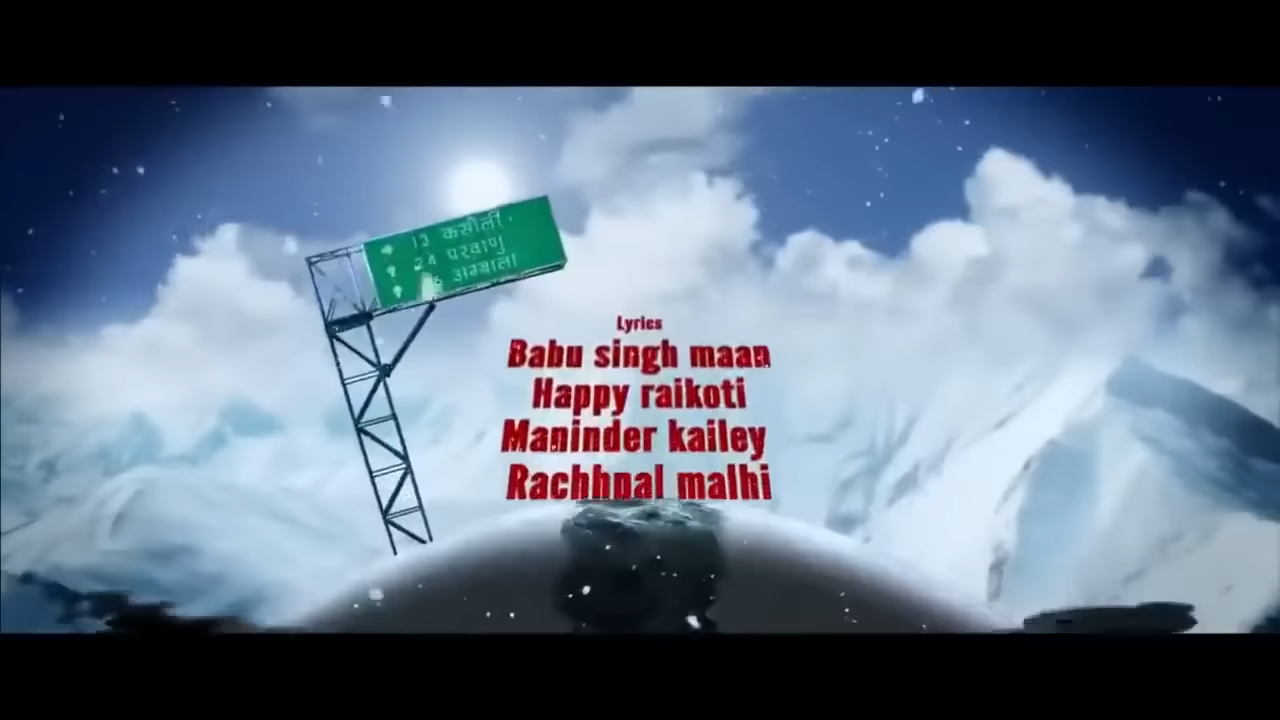 13 कसौली
24 परवाणु
अम्बाला
Lyrics
Babu singh maan
Happy raikoti
Maninder kailey
Rachhpal malhi